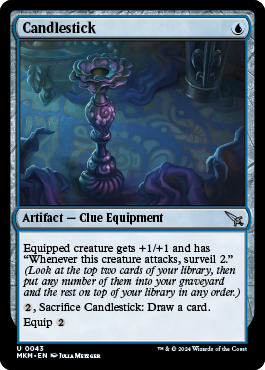 Candlestick
Artifact — Clue Equipment
Equipped creature gets +1/+1 and has
“Whenever this creature attacks, surveil 2.”
(Look at the top two cards of your library, then
put any number of them into your graveyard
and the rest on top of your library in any order.)
2, Sacrifice Candlestick: Draw a card.
Equip 2
U 0043
MKM • EN Julia Metzger
™ & © 2024 Wizards of the Coast